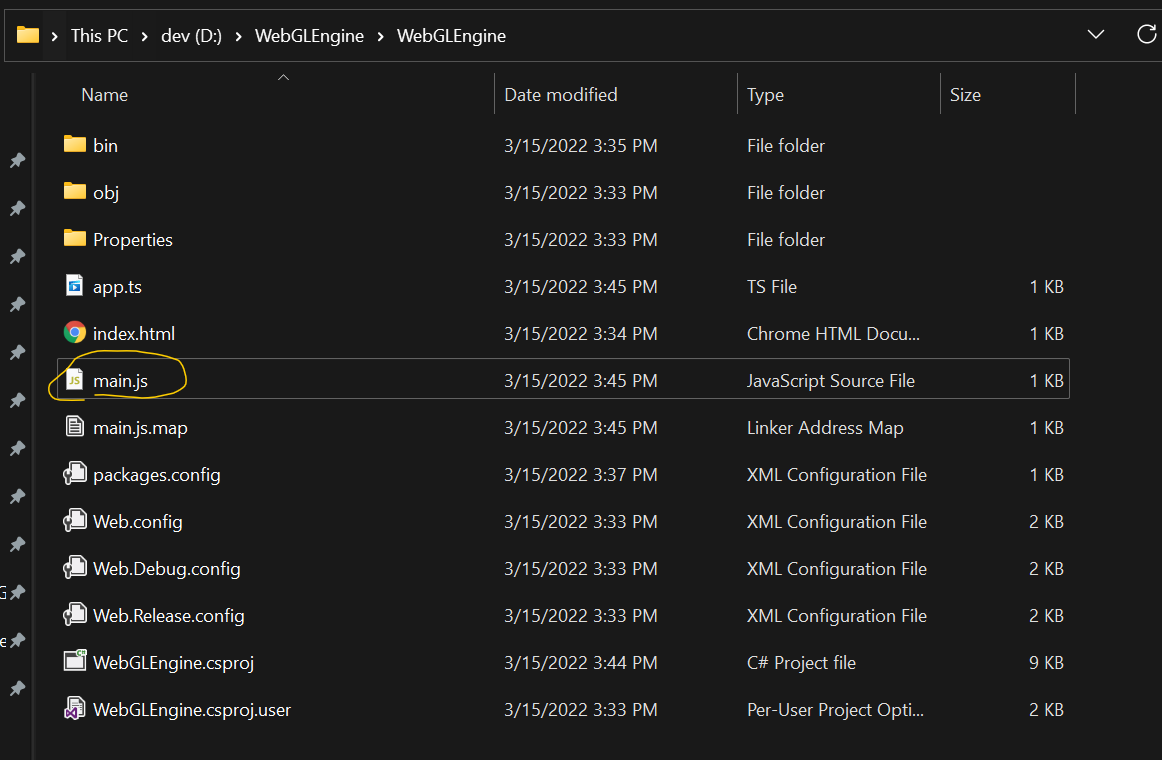 This PC > dev (D:) > WebGLEngine > WebGLEngine
Name Date modified Type Size
bin 3/15/2022 3:35 PM File folder
obj 3/15/2022 3:33 PM File folder
Properties 3/15/2022 3:33 PM File folder
app.ts 3/15/2022 3:45 PM TS File 1 KB
index.html 3/15/2022 3:34 PM Chrome HTML Docu... 1 KB
JS main.js 3/15/2022 3:45 PM JavaScript Source File 1 KB
main.js.map 3/15/2022 3:45 PM Linker Address Map 1 KB
packages.config 3/15/2022 3:37 PM XML Configuration File 1 KB
Web.config 3/15/2022 3:33 PM XML Configuration File 2 KB
Web.Debug.config 3/15/2022 3:33 PM XML Configuration File 2 KB
Web.Release.config 3/15/2022 3:33 PM XML Configuration File 2 KB
WebGLEngine.csproj 3/15/2022 3:44 PM C# Project file 9 KB
WebGLEngine.csproj.user 3/15/2022 3:33 PM Per-User Project Opti... 2 KB